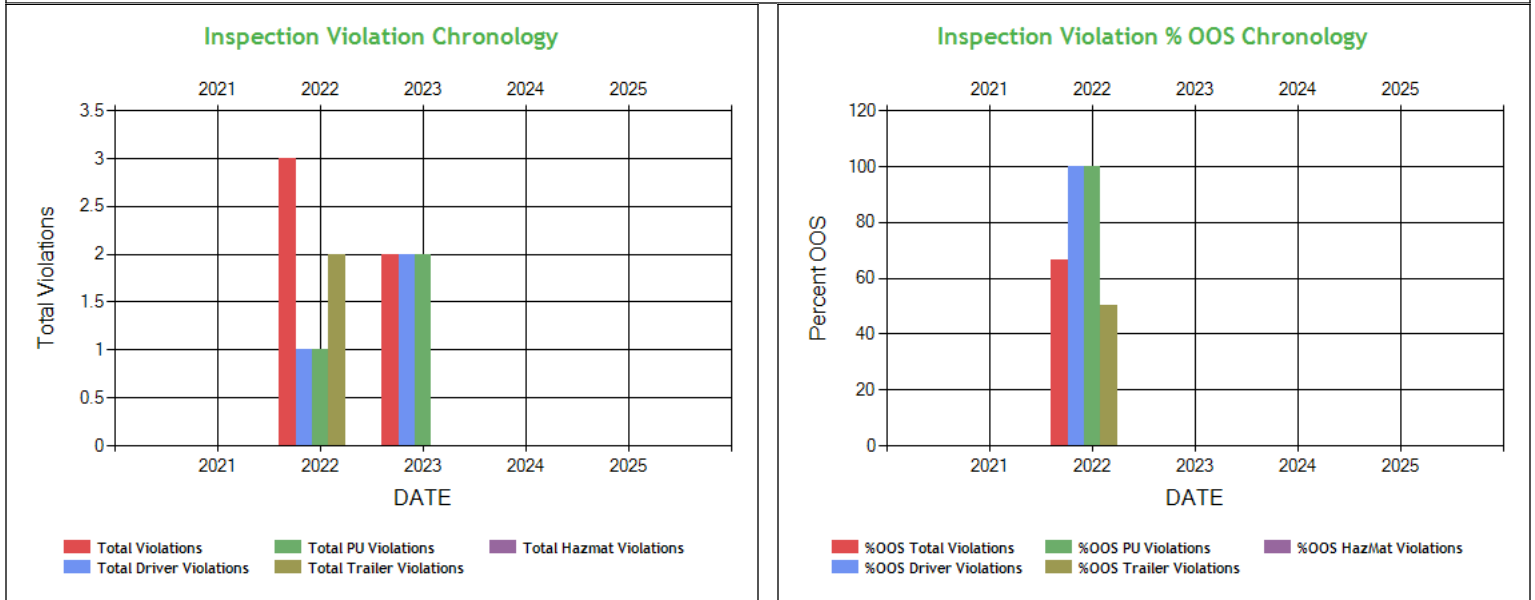 Inspection Violation Chronology
2021 2022 2023 2024 2025
3.5
3
2.5
2
1.5
1
0.5
0
Total Violations
2021 2022 2023 2024 2025
DATE
Total Violations Total PU Violations Total Hazmat Violations
Total Driver Violations Total Trailer Violations
Inspection Violation % OOS Chronology
2021 2022 2023 2024 2025
120
100
80
60
40
20
0
Percent OOS
2021 2022 2023 2024 2025
DATE
%OOS Total Violations %OOS PU Violations %OOS HazMat Violations
%OOS Driver Violations %OOS Trailer Violations